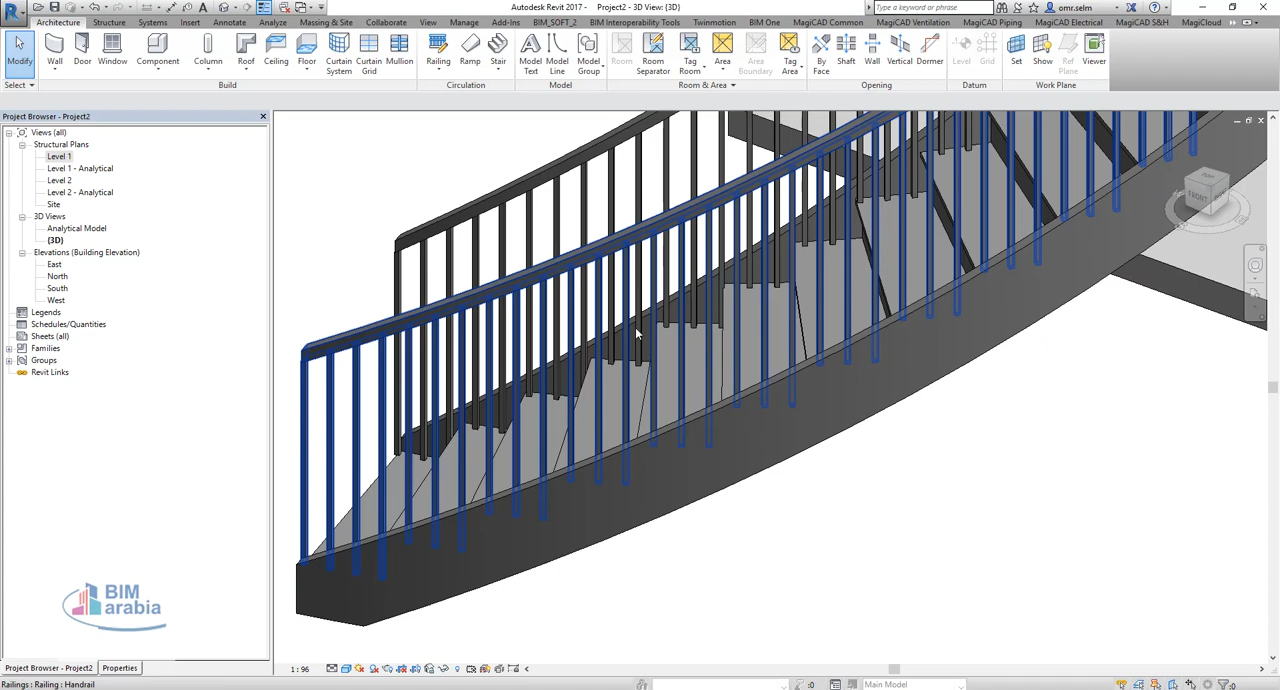 Autodesk Revit 2017 - Project2 - 3D View: {3D}
Type a keyword or phrase
omr.selm
Architecture Structure Systems Insert Annotate Analyze Massing & Site Collaborate View Manage Add-Ins BIM_SOFT_2 BIM Interoperability Tools Twinmotion BIM One MagiCAD Common MagiCAD Ventilation MagiCAD Piping MagiCAD Electrical MagiCAD S&H MagiCloud
Modify
Wall
Door
Window
Component
Column
Roof
Ceiling
Floor
Curtain System
Curtain Grid
Mullion
Railing
Ramp
Stair
Model Text
Model Line
Model Group
Room
Room Separator
Tag Room
Area
Area Boundary
Tag Area
By Face
Shaft
Wall
Vertical
Dormer
Level
Grid
Set
Show
Ref Plane
Viewer
Select
Build
Circulation
Model
Room & Area
Opening
Datum
Work Plane
Project Browser - Project2
Views (all)
Structural Plans
Level 1
Level 1 - Analytical
Level 2
Level 2 - Analytical
Site
3D Views
Analytical Model
{3D}
Elevations (Building Elevation)
East
North
South
West
Legends
Schedules/Quantities
Sheets (all)
Families
Groups
Revit Links
TOP
FRONT
BIM
arabia
Project Browser - Project2
Properties
1 : 96
Railings : Railing : Handrail
:0
Main Model
:0